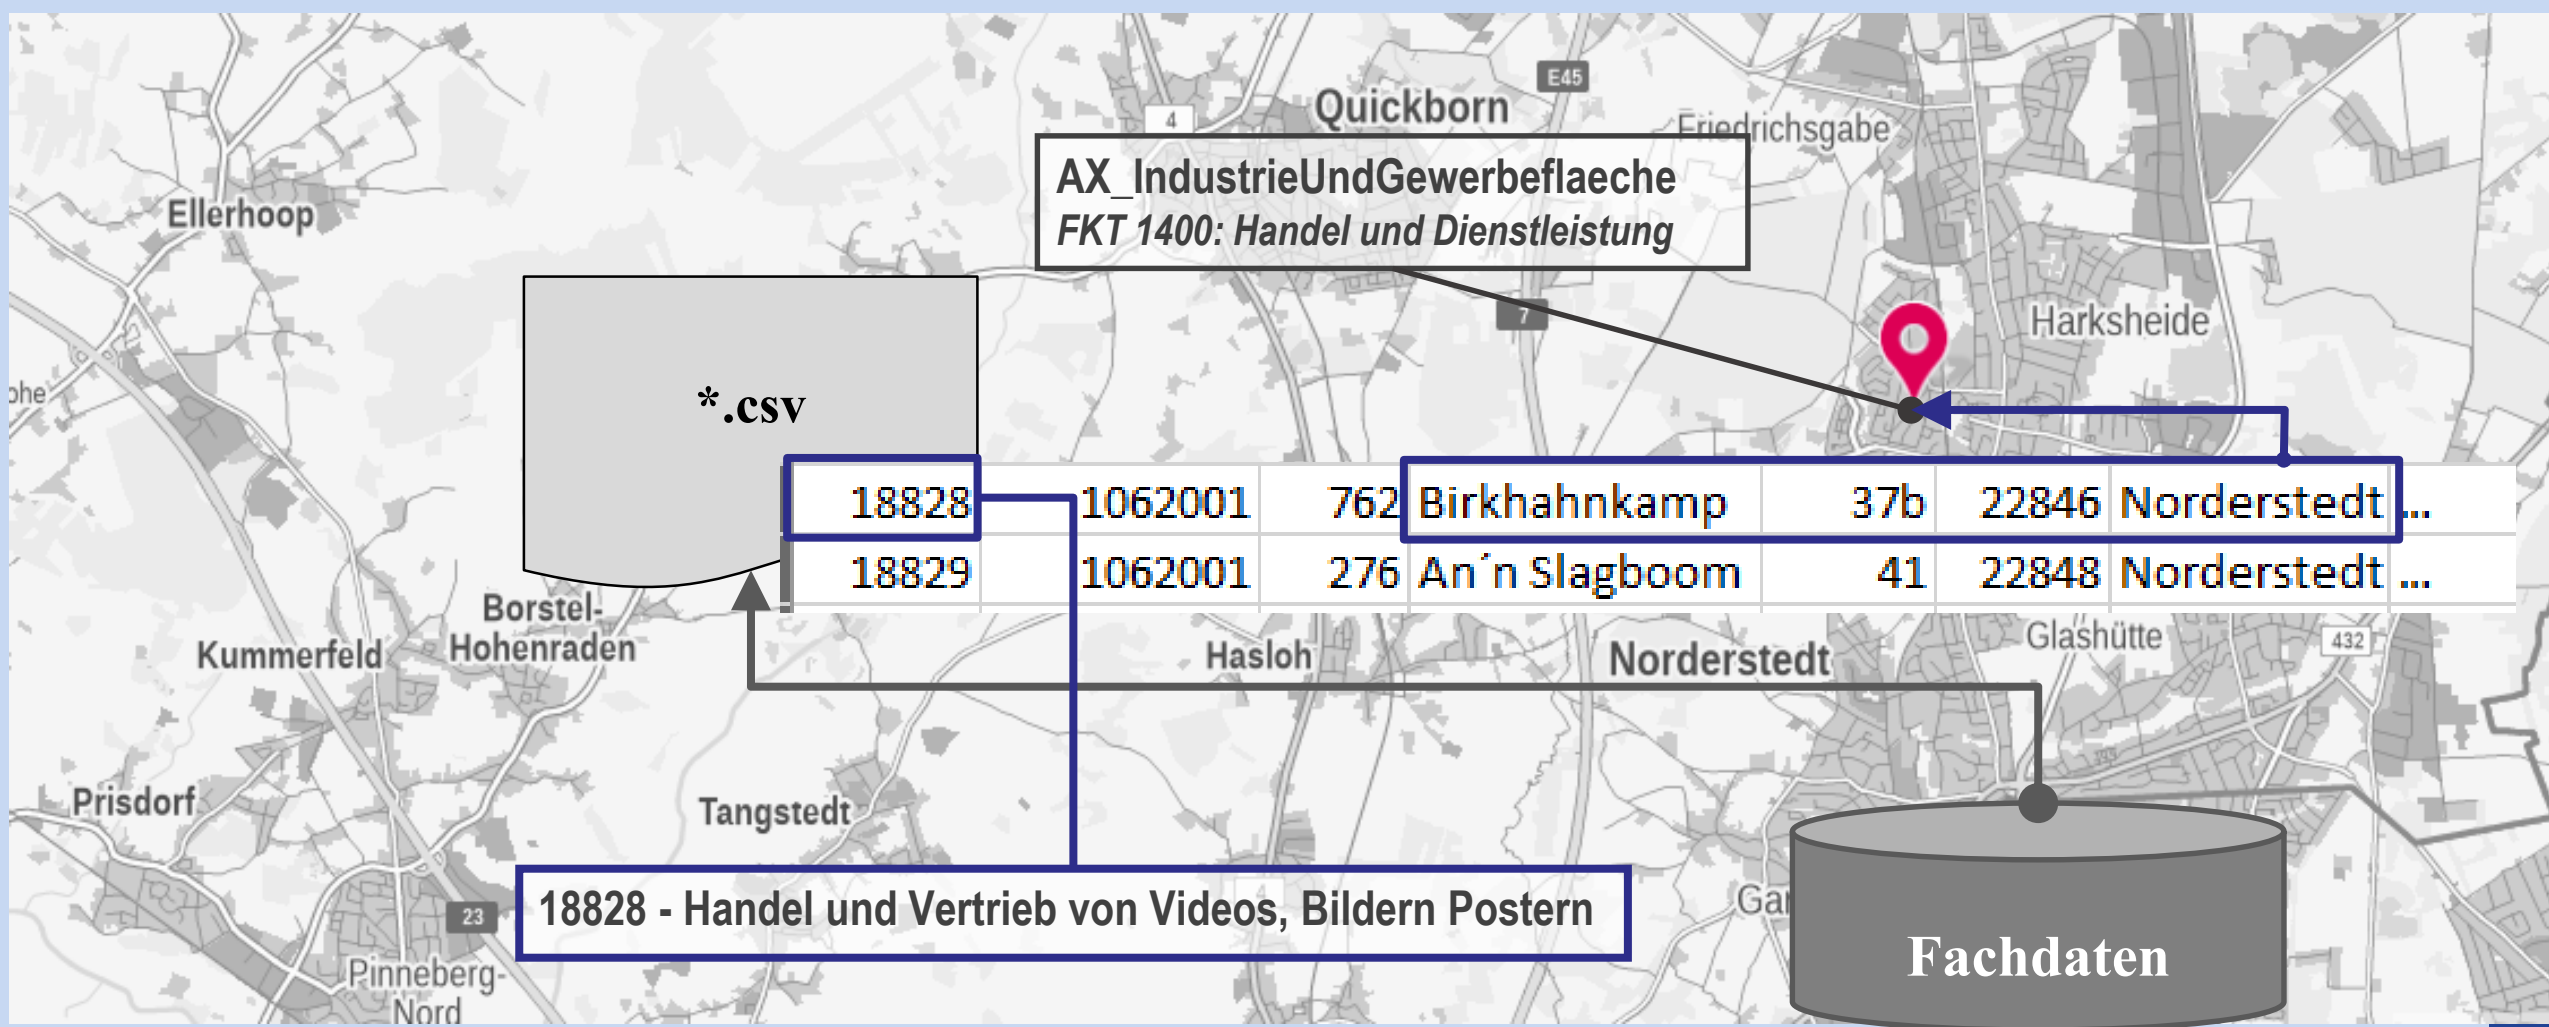 E45
Quickborn
4
Friedrichsgabe
AX_IndustrieUndGewerbeflaeche
FKT 1400: Handel und Dienstleistung
Ellerhoop
7
Harksheide
ohe
*.csv
18828 1062001 762 Birkhahnkamp 37b 22846 Norderstedt ...
18829 1062001 276 An´n Slagboom 41 22848 Norderstedt ...
Borstel-
Hohenraden
Kummerfeld
Hasloh
Norderstedt
Glashütte
432
Prisdorf
Tangstedt
4
18828 - Handel und Vertrieb von Videos, Bildern Postern
23
Gar
Fachdaten
Pinneberg-
Nord